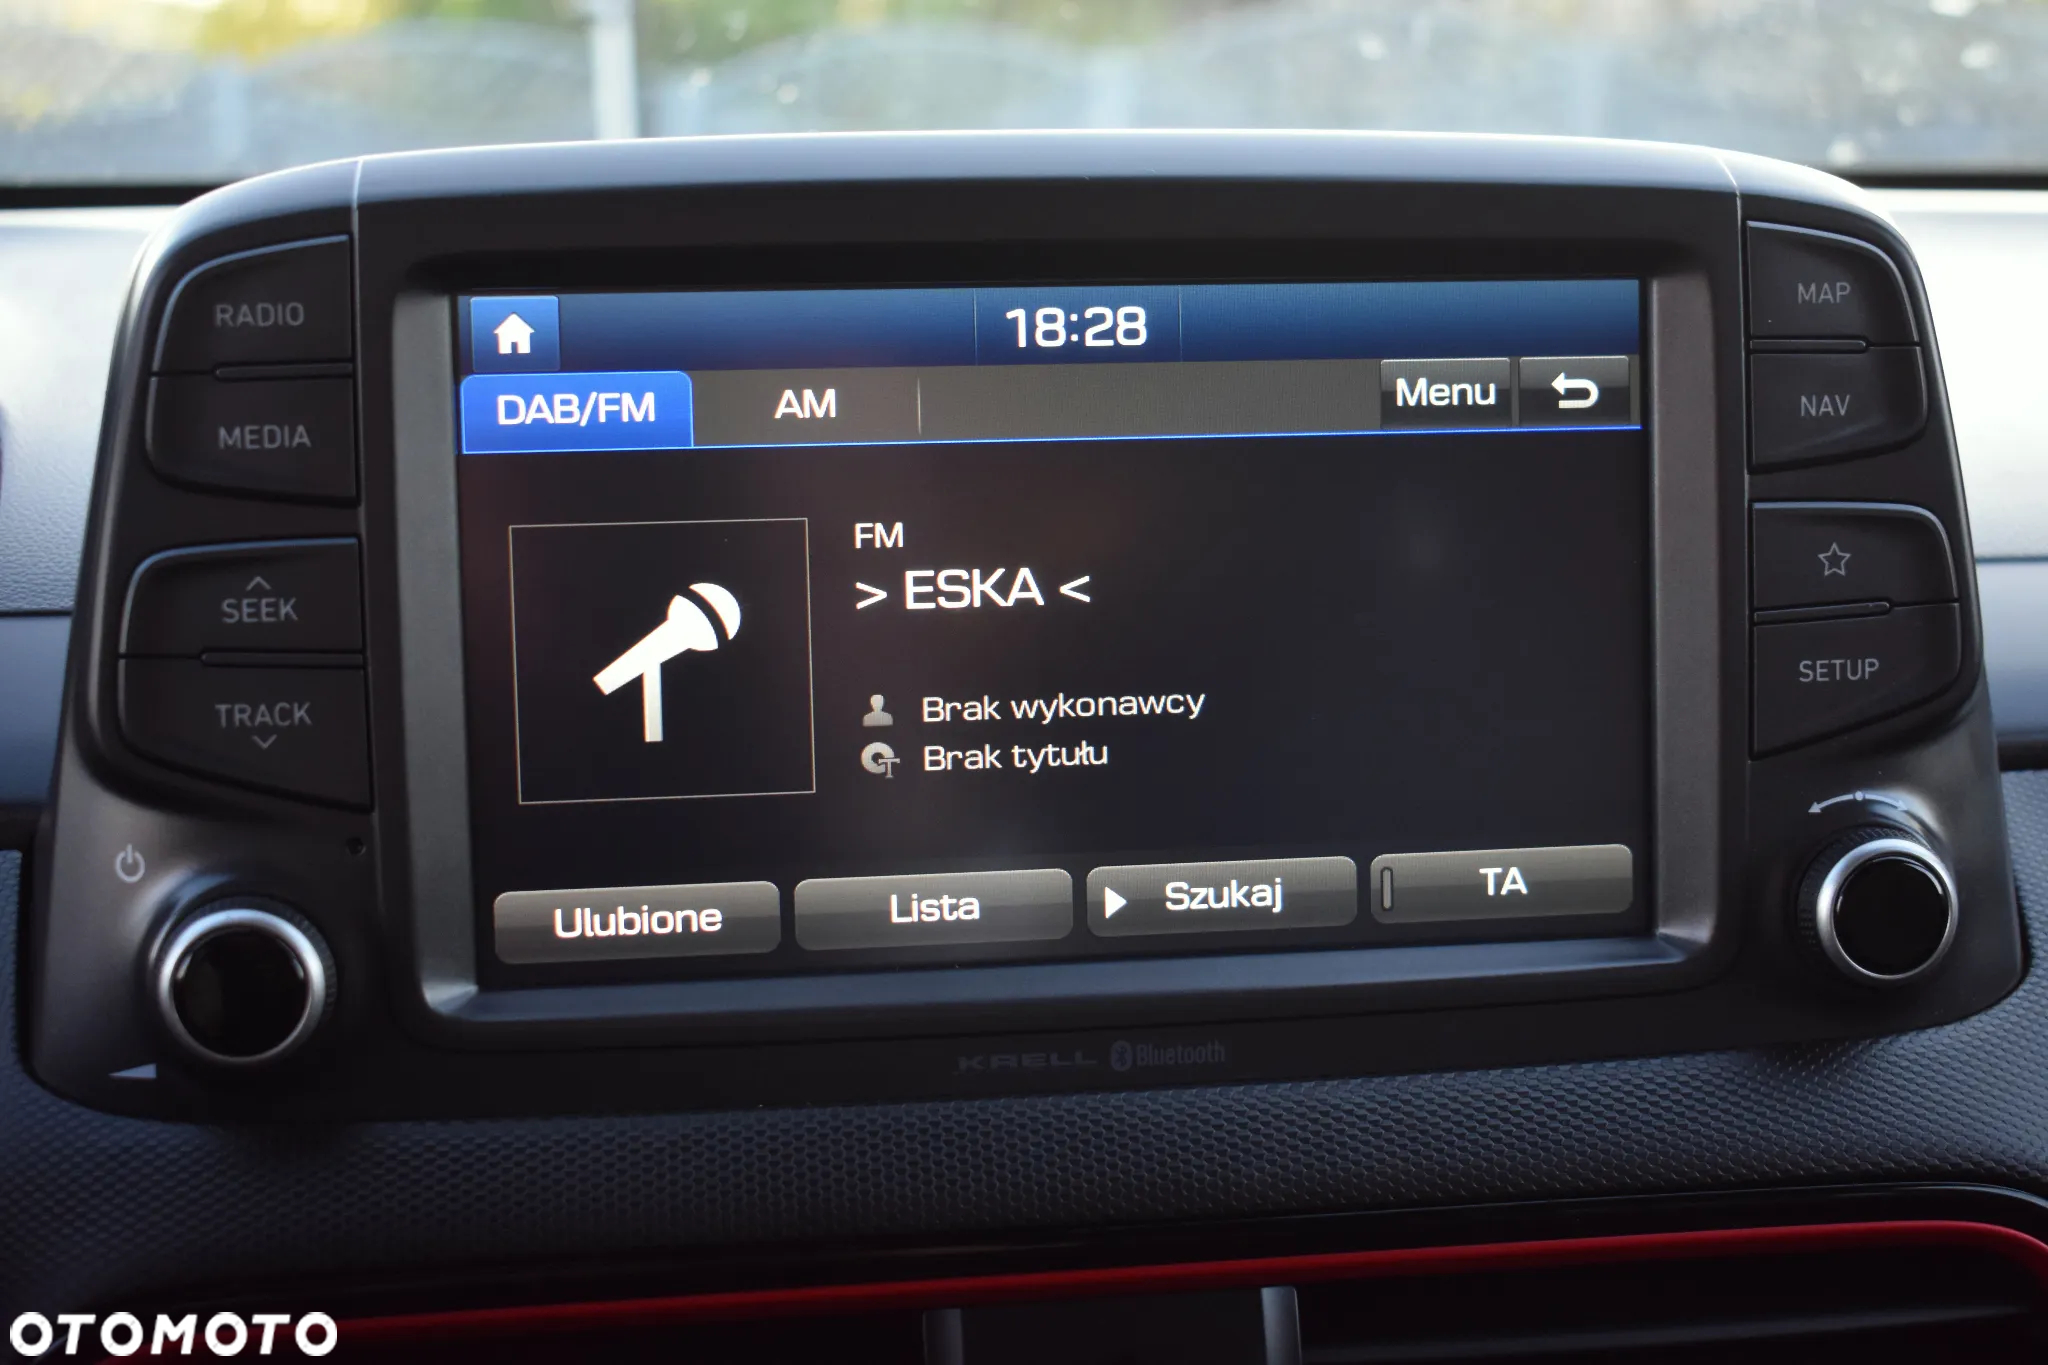 RADIO
MEDIA
SEEK
TRACK
18:28
DAB/FM AM Menu
FM
> ESKA <
Brak wykonawcy
Brak tytułu
Ulubione Lista Szukaj TA
MAP
NAV
SETUP
KRELL Bluetooth
OTOMOTO